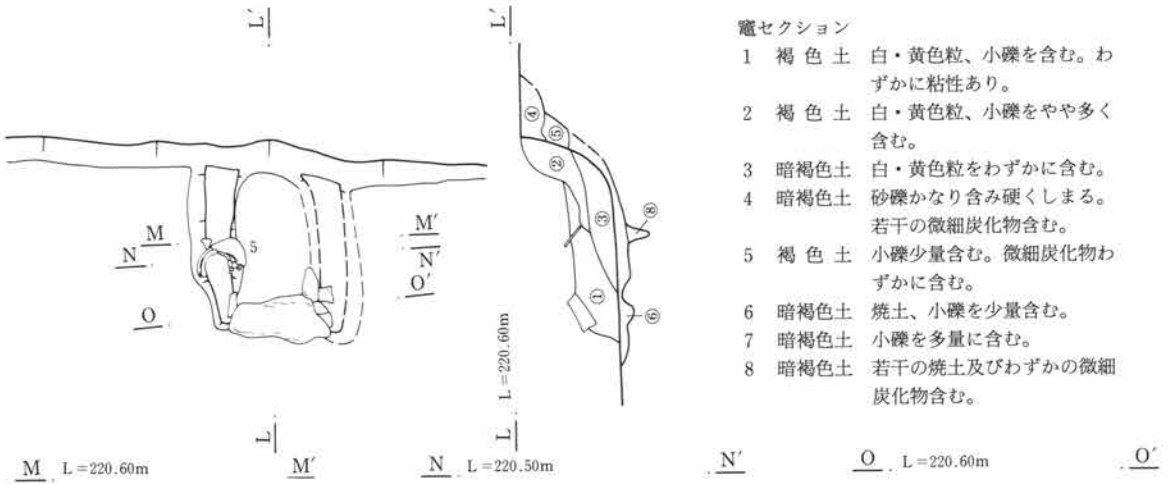 L′
L′
竈セクション
1 褐色土 白・黄色粒、小礫を含む。わ
ずかに粘性あり。
2 褐色土 白・黄色粒、小礫をやや多く
含む。
3 暗褐色土 白・黄色粒をわずかに含む。
4 暗褐色土 砂礫かなり含み硬くしまる。
若干の微細炭化物含む。
5 褐色土 小礫少量含む。微細炭化物わ
ずかに含む。
6 暗褐色土 焼土、小礫を少量含む。
7 暗褐色土 小礫を多量に含む。
8 暗褐色土 若干の焼土及びわずかの微細
炭化物含む。
④
⑤
②
③
⑧
①
⑥
M
N
O
5
M′
N′
O′
L=220.60m
L
L
M L=220.60m M′
N L=220.50m N′
O L=220.60m O′